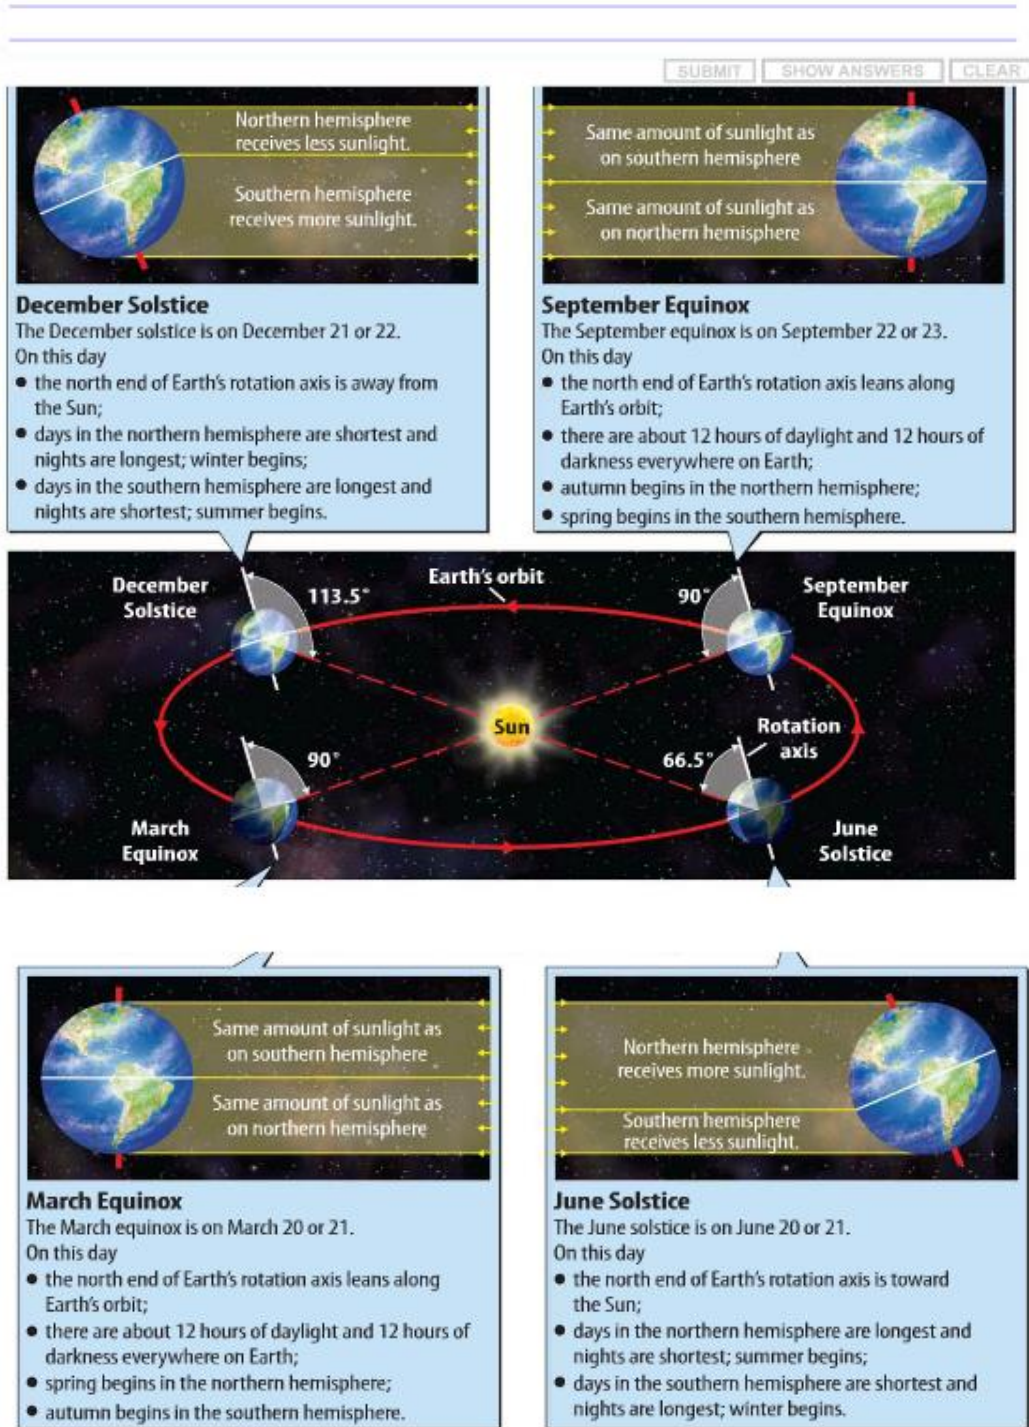 SUBMIT SHOW ANSWERS CLEAR
Northern hemisphere
receives less sunlight.
Southern hemisphere
receives more sunlight.
December Solstice
The December solstice is on December 21 or 22.
On this day
• the north end of Earth's rotation axis is away from
the Sun;
• days in the northern hemisphere are shortest and
nights are longest; winter begins;
• days in the southern hemisphere are longest and
nights are shortest; summer begins.
Same amount of sunlight as
on southern hemisphere
Same amount of sunlight as
on northern hemisphere
September Equinox
The September equinox is on September 22 or 23.
On this day
• the north end of Earth's rotation axis leans along
Earth's orbit;
• there are about 12 hours of daylight and 12 hours of
darkness everywhere on Earth;
• autumn begins in the northern hemisphere;
• spring begins in the southern hemisphere.
December
Solstice
113.5°
Earth's orbit
90°
September
Equinox
Sun
March
Equinox
90°
66.5°
Rotation
axis
June
Solstice
Same amount of sunlight as
on southern hemisphere
Same amount of sunlight as
on northern hemisphere
March Equinox
The March equinox is on March 20 or 21.
On this day
• the north end of Earth's rotation axis leans along
Earth's orbit;
• there are about 12 hours of daylight and 12 hours of
darkness everywhere on Earth;
• spring begins in the northern hemisphere;
• autumn begins in the southern hemisphere.
Northern hemisphere
receives more sunlight.
Southern hemisphere
receives less sunlight.
June Solstice
The June solstice is on June 20 or 21.
On this day
• the north end of Earth's rotation axis is toward
the Sun;
• days in the northern hemisphere are longest and
nights are shortest; summer begins;
• days in the southern hemisphere are shortest and
nights are longest; winter begins.